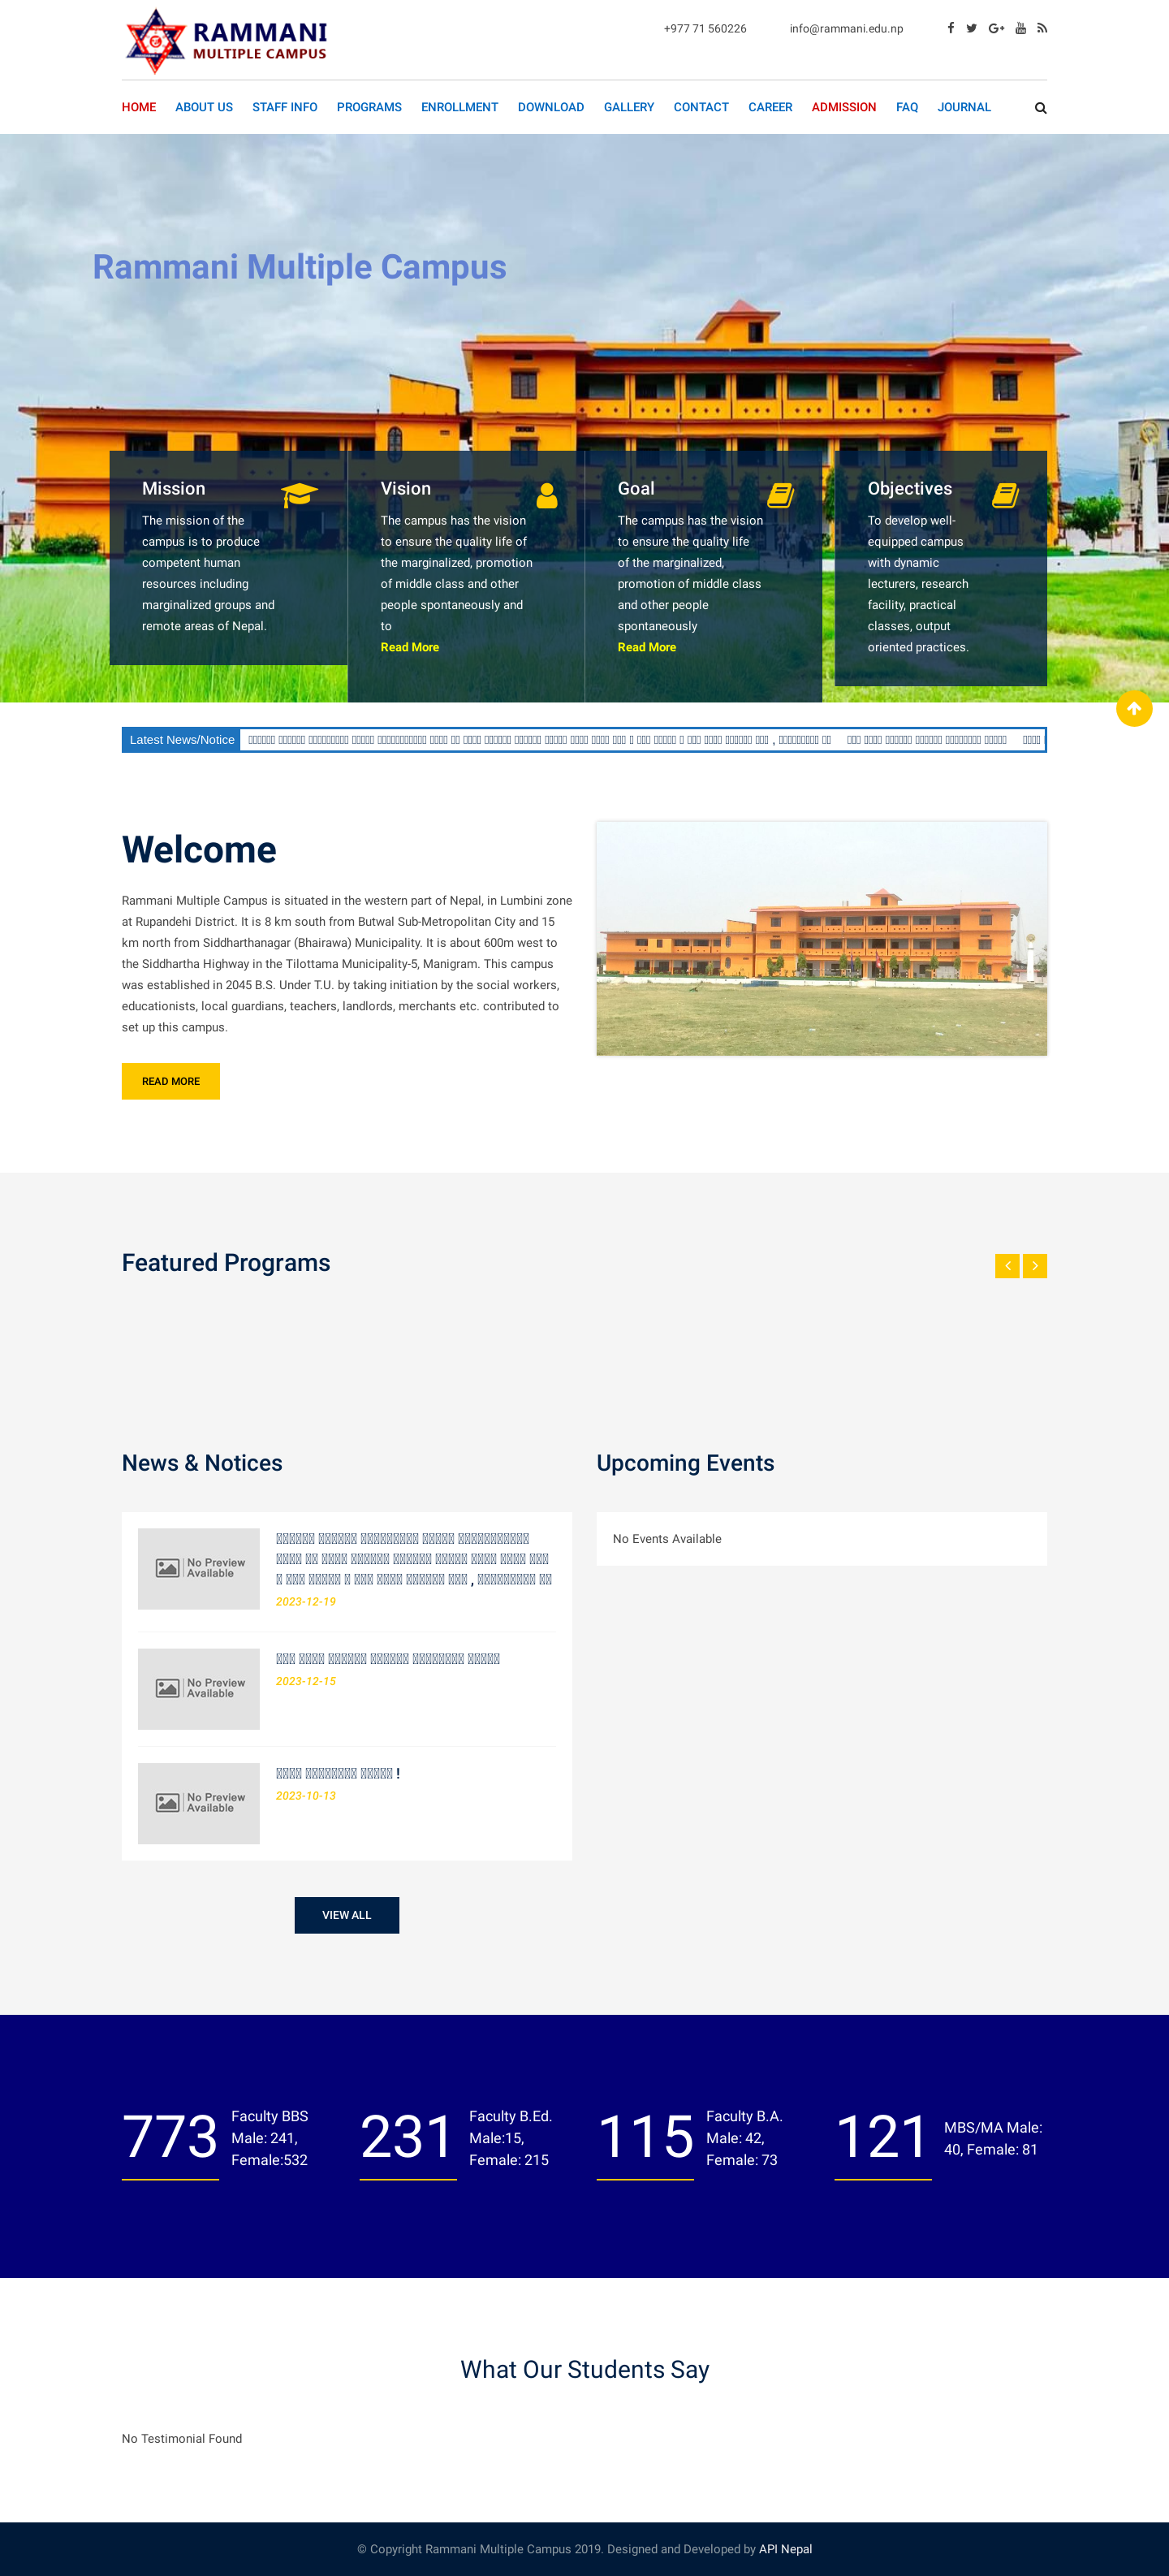 RAMMANI
MULTIPLE CAMPUS
+977 71 560226
info@rammani.edu.np
HOME ABOUT US STAFF INFO PROGRAMS ENROLLMENT DOWNLOAD GALLERY CONTACT CAREER ADMISSION FAQ JOURNAL
Rammani Multiple Campus
Mission
The mission of the
campus is to produce
competent human
resources including
marginalized groups and
remote areas of Nepal.
Vision
The campus has the vision
to ensure the quality life of
the marginalized, promotion
of middle class and other
people spontaneously and
to
Read More
Goal
The campus has the vision
to ensure the quality life
of the marginalized,
promotion of middle class
and other people
spontaneously
Read More
Objectives
To develop well-
equipped campus
with dynamic
lecturers, research
facility, practical
classes, output
oriented practices.
Latest News/Notice
Welcome
Rammani Multiple Campus is situated in the western part of Nepal, in Lumbini zone
at Rupandehi District. It is 8 km south from Butwal Sub-Metropolitan City and 15
km north from Siddharthanagar (Bhairawa) Municipality. It is about 600m west to
the Siddhartha Highway in the Tilottama Municipality-5, Manigram. This campus
was established in 2045 B.S. Under T.U. by taking initiation by the social workers,
educationists, local guardians, teachers, landlords, merchants etc. contributed to
set up this campus.
READ MORE
Featured Programs
News & Notices
No Preview
Available
2023-12-19
No Preview
Available
2023-12-15
No Preview
Available
!
2023-10-13
VIEW ALL
Upcoming Events
No Events Available
773
Faculty BBS
Male: 241,
Female:532
231
Faculty B.Ed.
Male:15,
Female: 215
115
Faculty B.A.
Male: 42,
Female: 73
121
MBS/MA Male:
40, Female: 81
What Our Students Say
No Testimonial Found
© Copyright Rammani Multiple Campus 2019. Designed and Developed by API Nepal